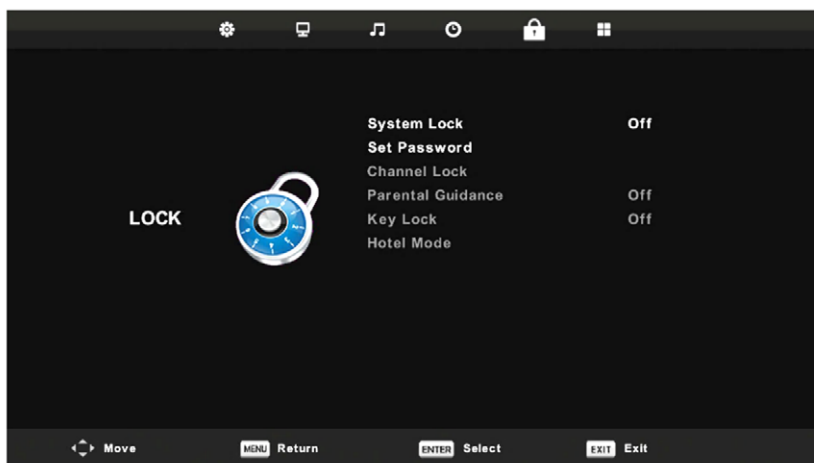 System Lock Off
Set Password
Channel Lock
Parental Guidance Off
LOCK
Key Lock Off
Hotel Mode
Move MENU Return ENTER Select EXIT Exit